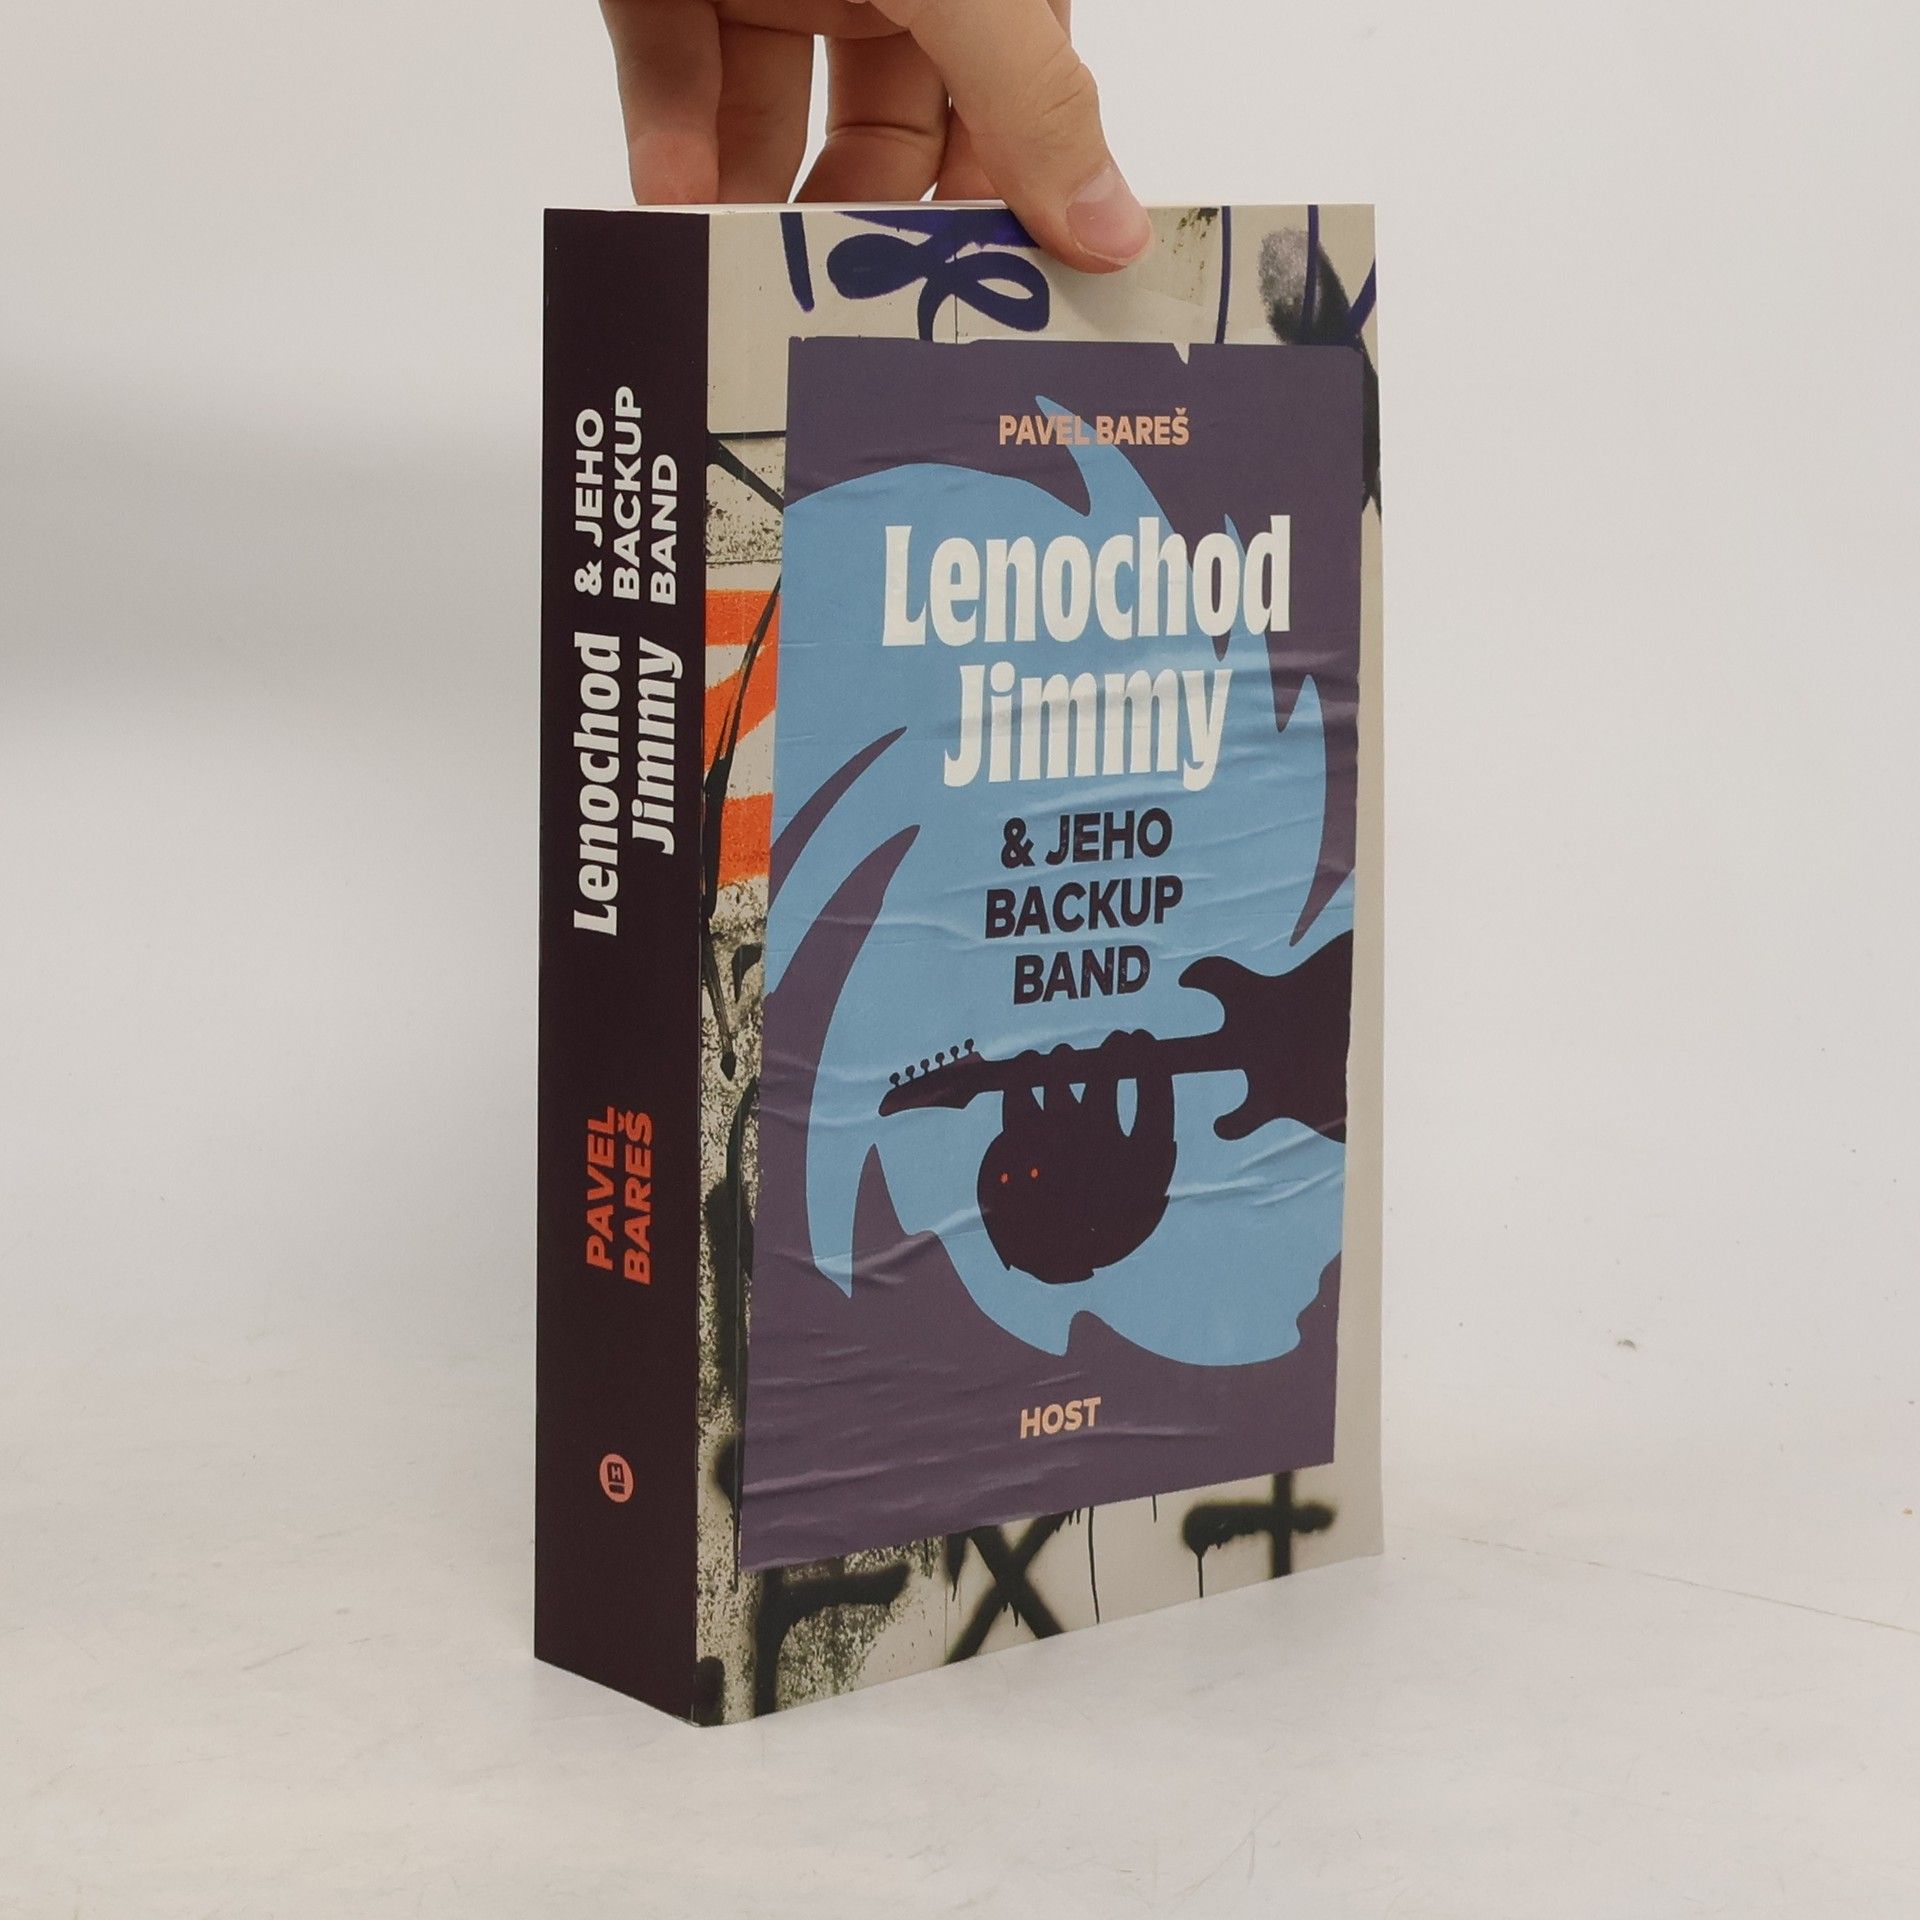 & JEHO
BACKUP
BAND
Lenochod
Jimmy
PAVEL
BAREŠ
H
PAVEL BAREŠ
Lenochod
Jimmy
& JEHO
BACKUP
BAND
HOST